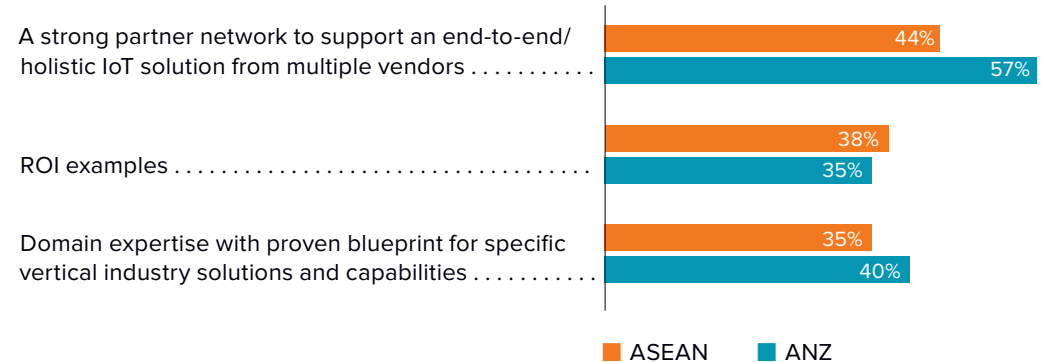 A strong partner network to support an end-to-end/
holistic IoT solution from multiple vendors . . . . . . . . . . .
44%
57%
ROI examples . . . . . . . . . . . . . . . . . . . . . . . . . . . . . . . . . . . .
38%
35%
Domain expertise with proven blueprint for specific
vertical industry solutions and capabilities . . . . . . . . . . .
35%
40%
ASEAN ANZ